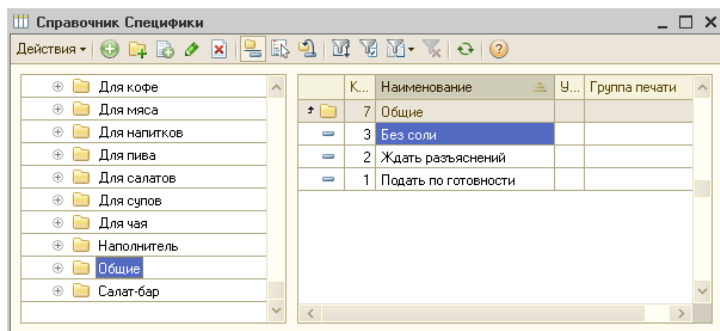 Справочник Специфики
Действия
Для кофе
Для мяса
Для напитков
Для пива
Для салатов
Для супов
Для чая
Наполнитель
Общие
Салат-бар
К... Наименование У... Группа печати
7 Общие
3 Без соли
2 Ждать разъяснений
1 Подать по готовности